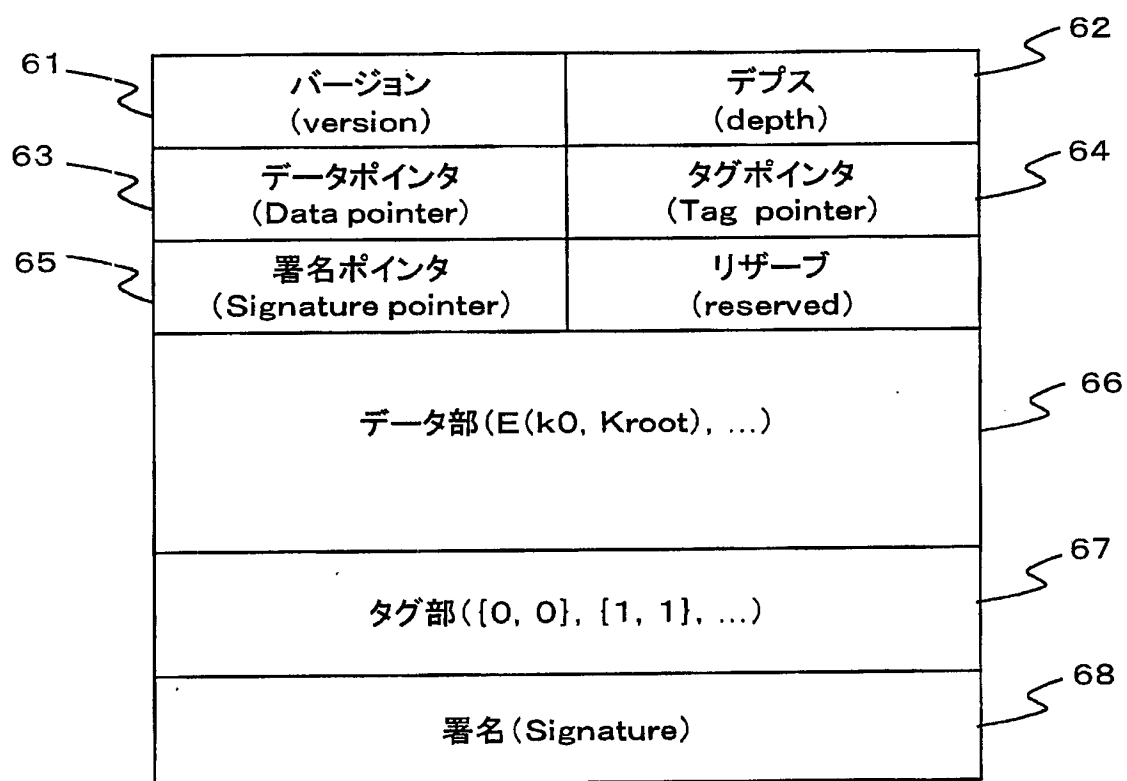 61
62
バージョン
(version)
デプス
(depth)
63
64
データポインタ
(Data pointer)
タグポインタ
(Tag pointer)
65
署名ポインタ
(Signature pointer)
リザーブ
(reserved)
66
データ部(E(k0, Kroot), ...)
67
タグ部({0, 0}, {1, 1}, ...)
68
署名(Signature)